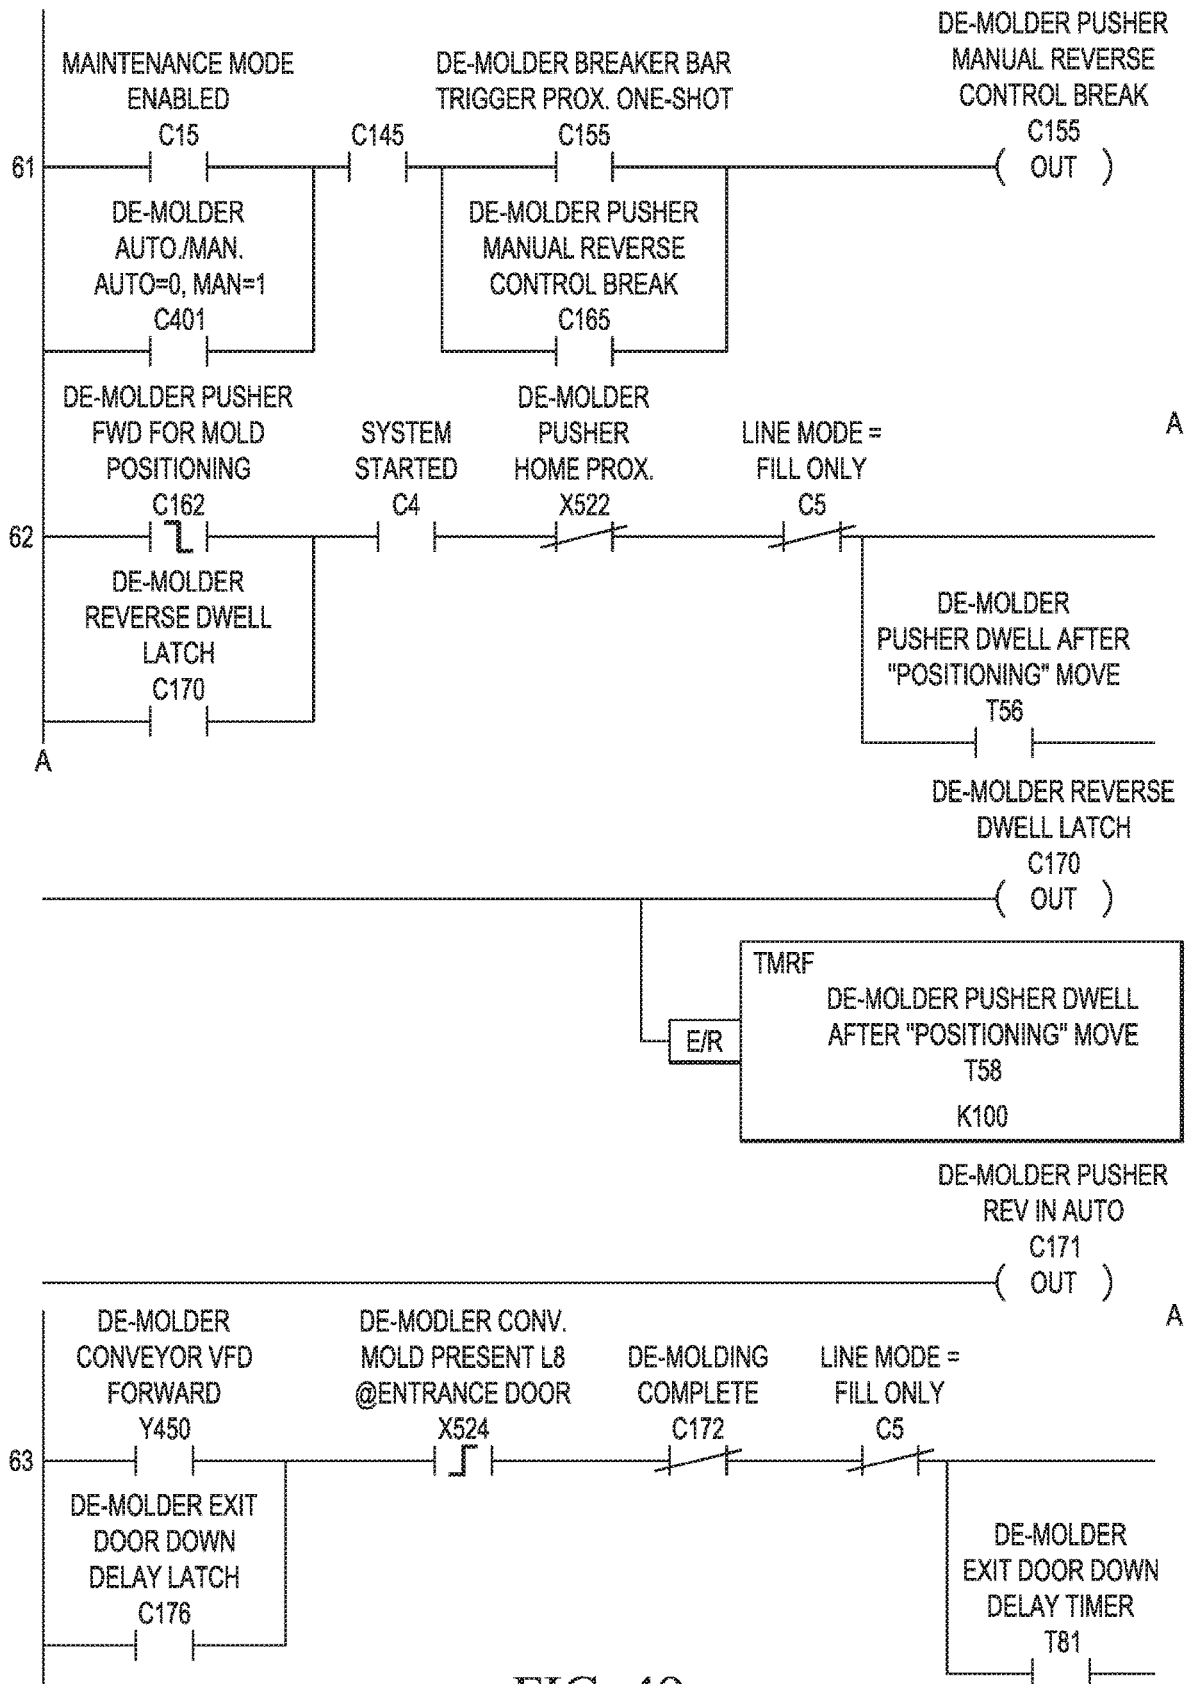 DE-MOLDER PUSHER
MANUAL REVERSE
CONTROL BREAK
C155
( OUT )
MAINTENANCE MODE
ENABLED
C15
C145
DE-MOLDER BREAKER BAR
TRIGGER PROX. ONE-SHOT
C155
61
DE-MOLDER
AUTO./MAN.
AUTO=0, MAN=1
C401
DE-MOLDER PUSHER
MANUAL REVERSE
CONTROL BREAK
C165
DE-MOLDER PUSHER
FWD FOR MOLD
POSITIONING
C162
SYSTEM
STARTED
C4
DE-MOLDER
PUSHER
HOME PROX.
X522
LINE MODE =
FILL ONLY
C5
A
62
DE-MOLDER
REVERSE DWELL
LATCH
C170
DE-MOLDER
PUSHER DWELL AFTER
"POSITIONING" MOVE
T56
A
DE-MOLDER REVERSE
DWELL LATCH
C170
( OUT )
TMRF
DE-MOLDER PUSHER DWELL
AFTER "POSITIONING" MOVE
T58
K100
E/R
DE-MOLDER PUSHER
REV IN AUTO
C171
( OUT )
A
DE-MOLDER
CONVEYOR VFD
FORWARD
Y450
DE-MODLER CONV.
MOLD PRESENT L8
@ENTRANCE DOOR
X524
DE-MOLDING
COMPLETE
C172
LINE MODE =
FILL ONLY
C5
63
DE-MOLDER EXIT
DOOR DOWN
DELAY LATCH
C176
DE-MOLDER
EXIT DOOR DOWN
DELAY TIMER
T81